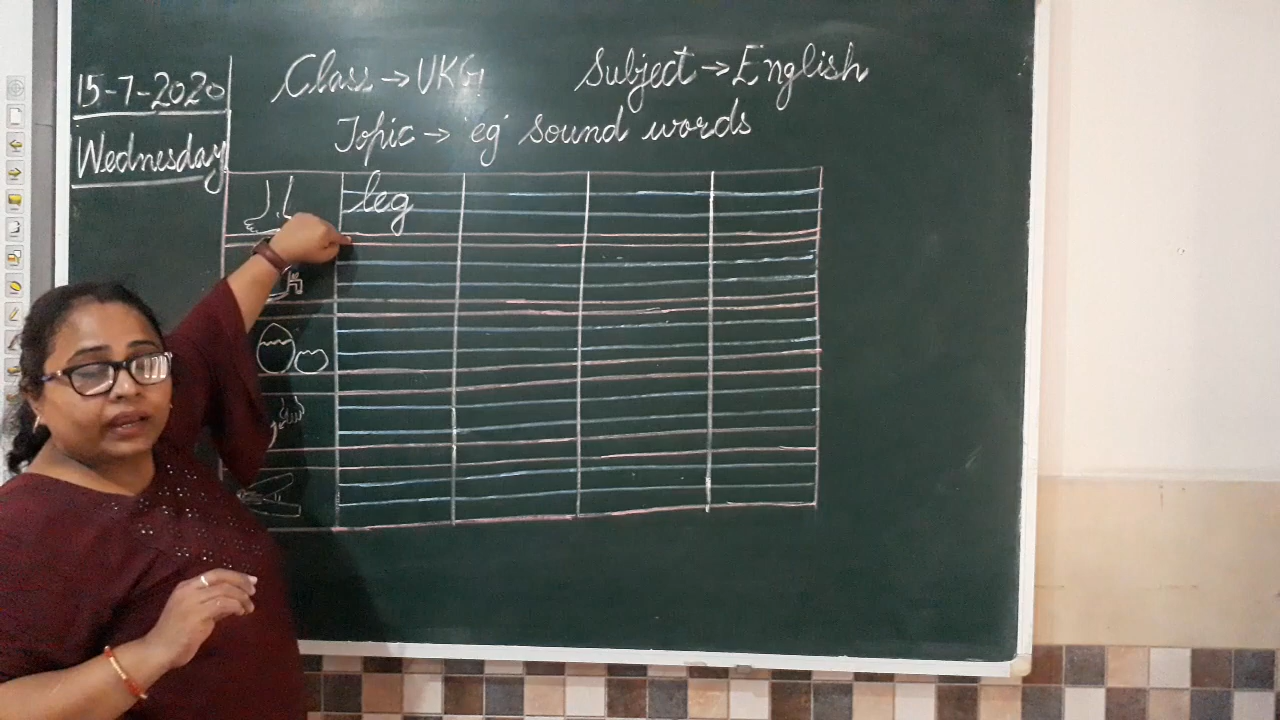 15-7-2020
Wednesday
Class → UKG
Subject → English
Topic → 'eg' sound words
leg